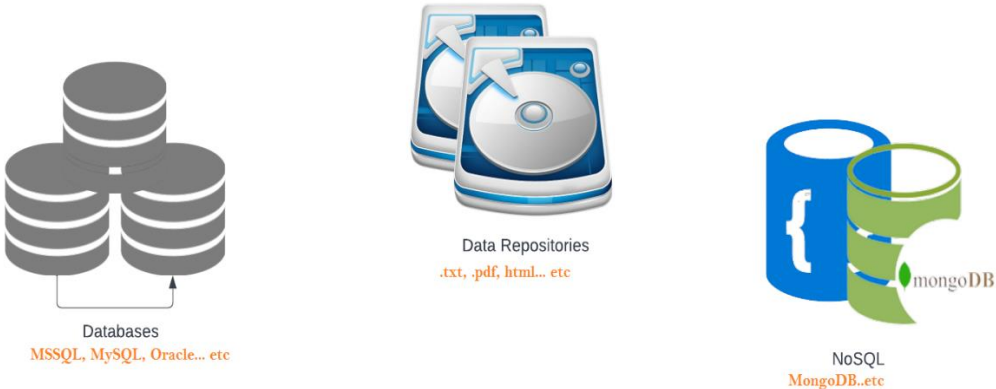 Data Repositories
.txt, .pdf, html... etc
{
mongoDB
Databases
MSSQL, MySQL, Oracle... etc
NoSQL
MongoDB..etc